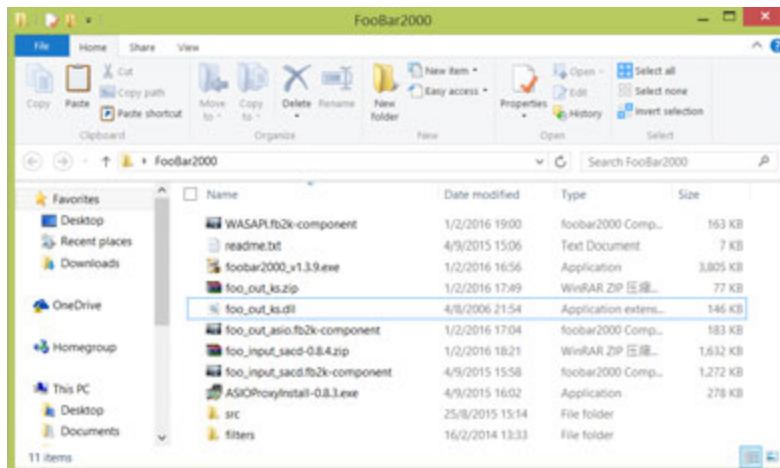 FooBar2000
File Home Share View
Copy
Paste
Cut
Copy path
Paste shortcut
Clipboard
Move to
Copy to
Delete
Rename
Organize
New folder
New item
Easy access
New
Properties
Open
Edit
History
Open
Select all
Select none
Invert selection
Select
FooBar2000
Search FooBar2000
Favorites
Desktop
Recent places
Downloads
OneDrive
Homegroup
This PC
Desktop
Documents
Name Date modified Type Size
WASAPI.fb2k-component 1/2/2016 19:00 foobar2000 Comp... 163 KB
readme.txt 4/9/2015 15:06 Text Document 7 KB
foobar2000_v1.3.9.exe 1/2/2016 16:56 Application 3,805 KB
foo_out_ks.zip 1/2/2016 17:49 WinRAR ZIP 壓縮... 77 KB
foo_out_ks.dll 4/8/2006 21:54 Application extens... 146 KB
foo_out_asio.fb2k-component 1/2/2016 17:04 foobar2000 Comp... 183 KB
foo_input_sacd-0.8.4.zip 1/2/2016 18:21 WinRAR ZIP 壓縮... 1,632 KB
foo_input_sacd.fb2k-component 4/9/2015 15:58 foobar2000 Comp... 1,272 KB
ASIOProxyInstall-0.8.3.exe 4/9/2015 16:02 Application 278 KB
src 25/8/2015 15:14 File folder
filters 16/2/2014 13:33 File folder
11 items